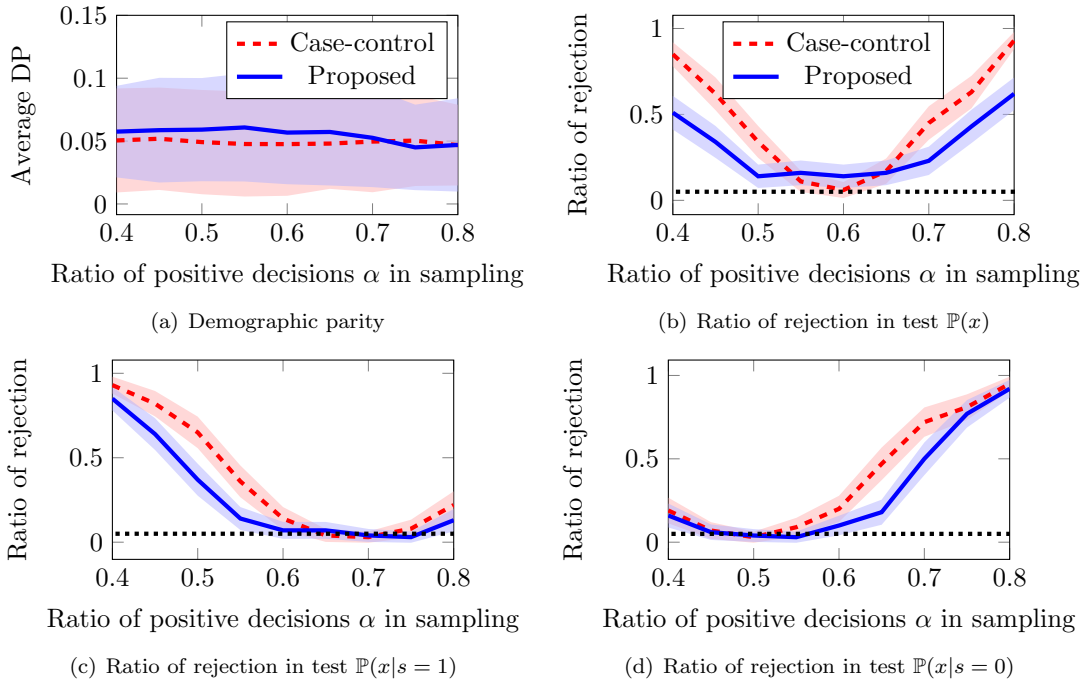 0.15
0.1
0.05
0
Average DP
Case-control
Proposed
0.4 0.5 0.6 0.7 0.8
Ratio of positive decisions α in sampling
(a) Demographic parity
1
0.5
0
Ratio of rejection
Case-control
Proposed
0.4 0.5 0.6 0.7 0.8
Ratio of positive decisions α in sampling
(b) Ratio of rejection in test ℙ(x)
1
0.5
0
Ratio of rejection
0.4 0.5 0.6 0.7 0.8
Ratio of positive decisions α in sampling
(c) Ratio of rejection in test ℙ(x|s = 1)
1
0.5
0
Ratio of rejection
0.4 0.5 0.6 0.7 0.8
Ratio of positive decisions α in sampling
(d) Ratio of rejection in test ℙ(x|s = 0)